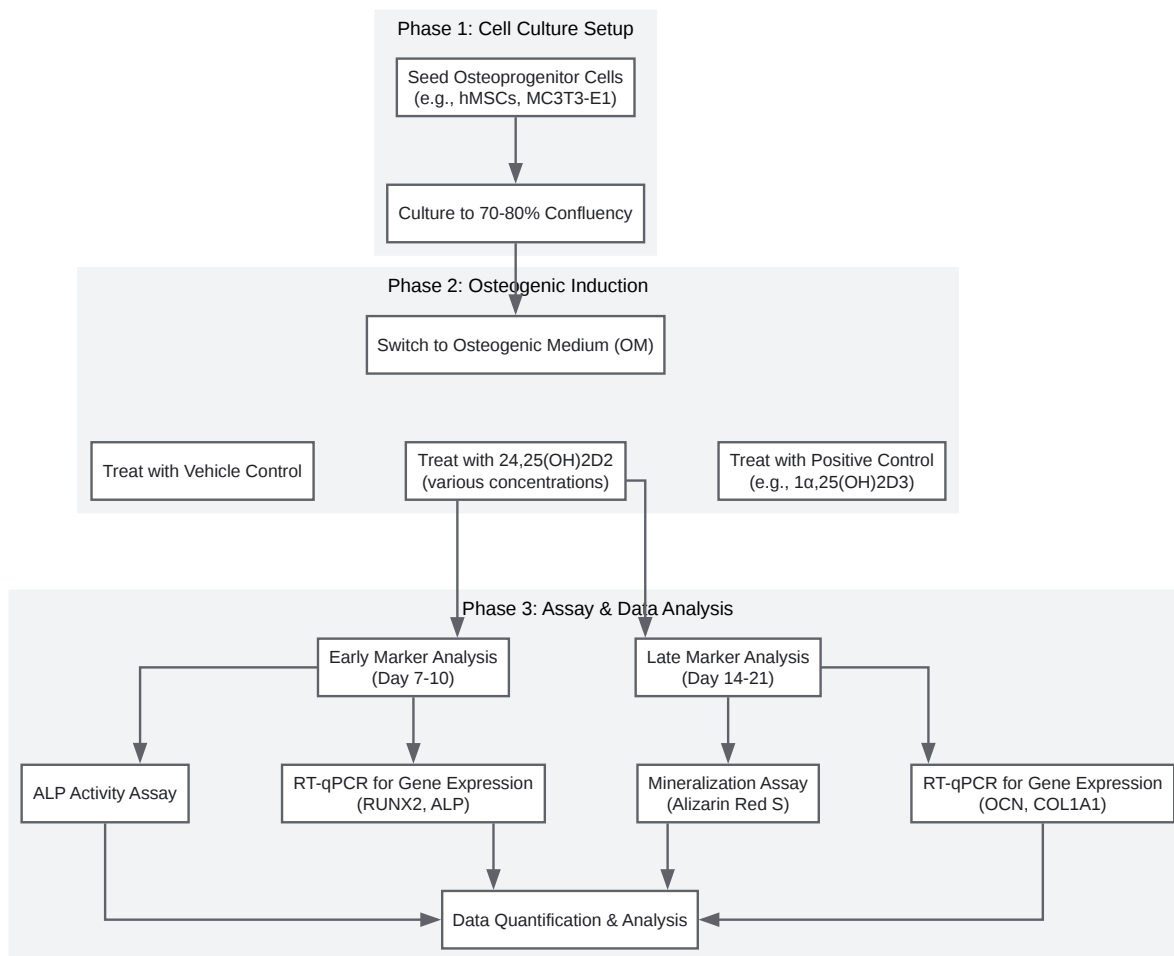 Phase 1: Cell Culture Setup
Seed Osteoprogenitor Cells
(e.g., hMSCs, MC3T3-E1)
Culture to 70-80% Confluency
Phase 2: Osteogenic Induction
Switch to Osteogenic Medium (OM)
Treat with Vehicle Control
Treat with 24,25(OH)2D2
(various concentrations)
Treat with Positive Control
(e.g., 1α,25(OH)2D3)
Phase 3: Assay & Data Analysis
Early Marker Analysis
(Day 7-10)
Late Marker Analysis
(Day 14-21)
ALP Activity Assay
RT-qPCR for Gene Expression
(RUNX2, ALP)
Mineralization Assay
(Alizarin Red S)
RT-qPCR for Gene Expression
(OCN, COL1A1)
Data Quantification & Analysis